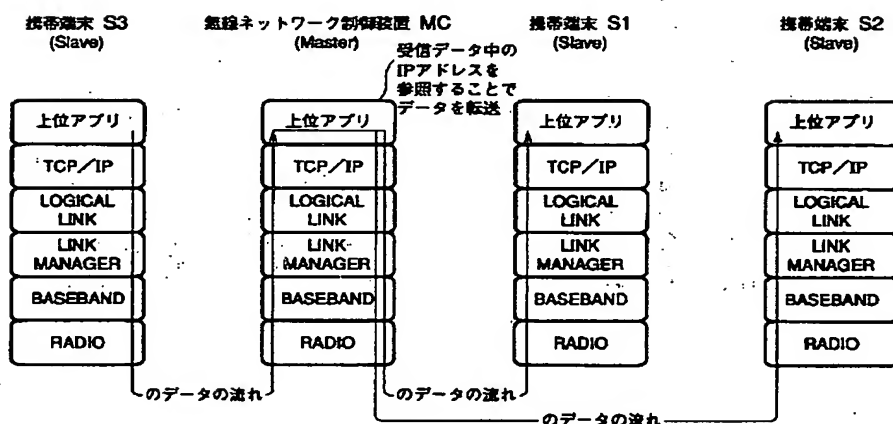 携帯端末 S3
(Slave)
無線ネットワーク制御装置 MC
(Master)
携帯端末 S1
(Slave)
携帯端末 S2
(Slave)
受信データ中の
IPアドレスを
参照することで
データを転送
上位アプリ
TCP/IP
LOGICAL
LINK
LINK
MANAGER
BASEBAND
RADIO
上位アプリ
TCP/IP
LOGICAL
LINK
LINK
MANAGER
BASEBAND
RADIO
上位アプリ
TCP/IP
LOGICAL
LINK
LINK
MANAGER
BASEBAND
RADIO
上位アプリ
TCP/IP
LOGICAL
LINK
LINK
MANAGER
BASEBAND
RADIO
のデータの流れ
のデータの流れ
のデータの流れ